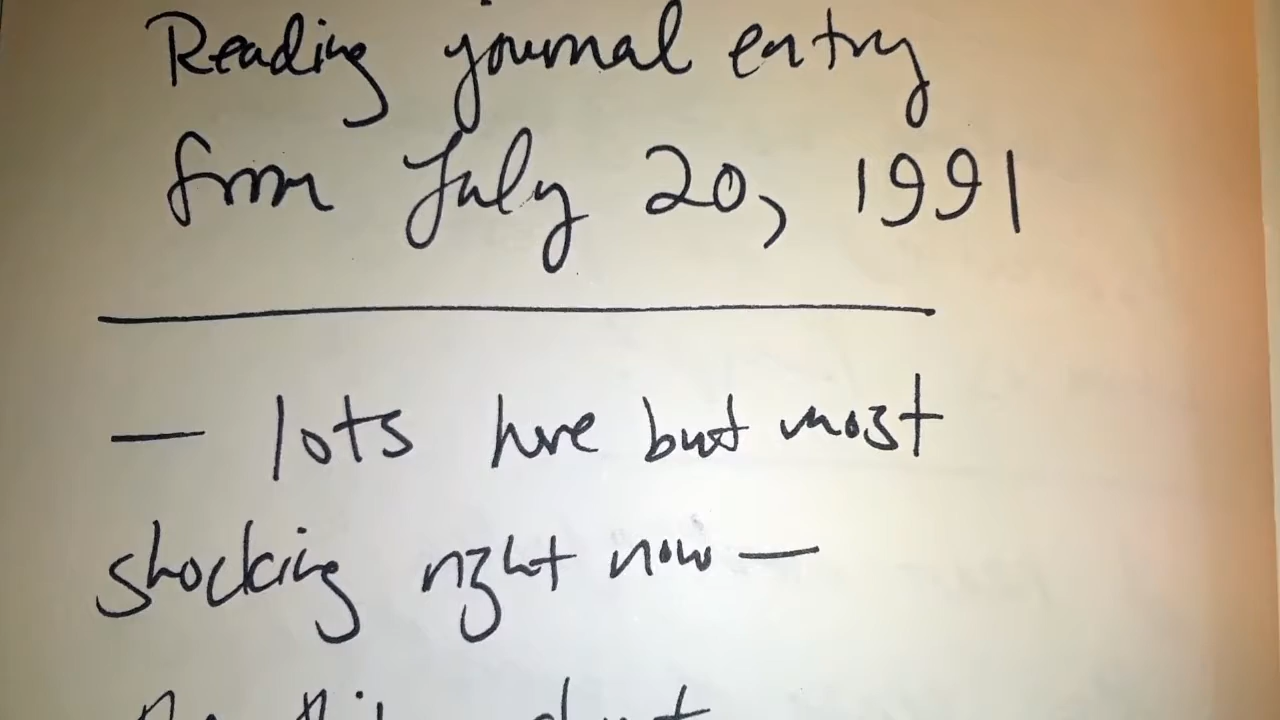 Reading journal entry
from July 20, 1991
— lots here but most
shocking right now —